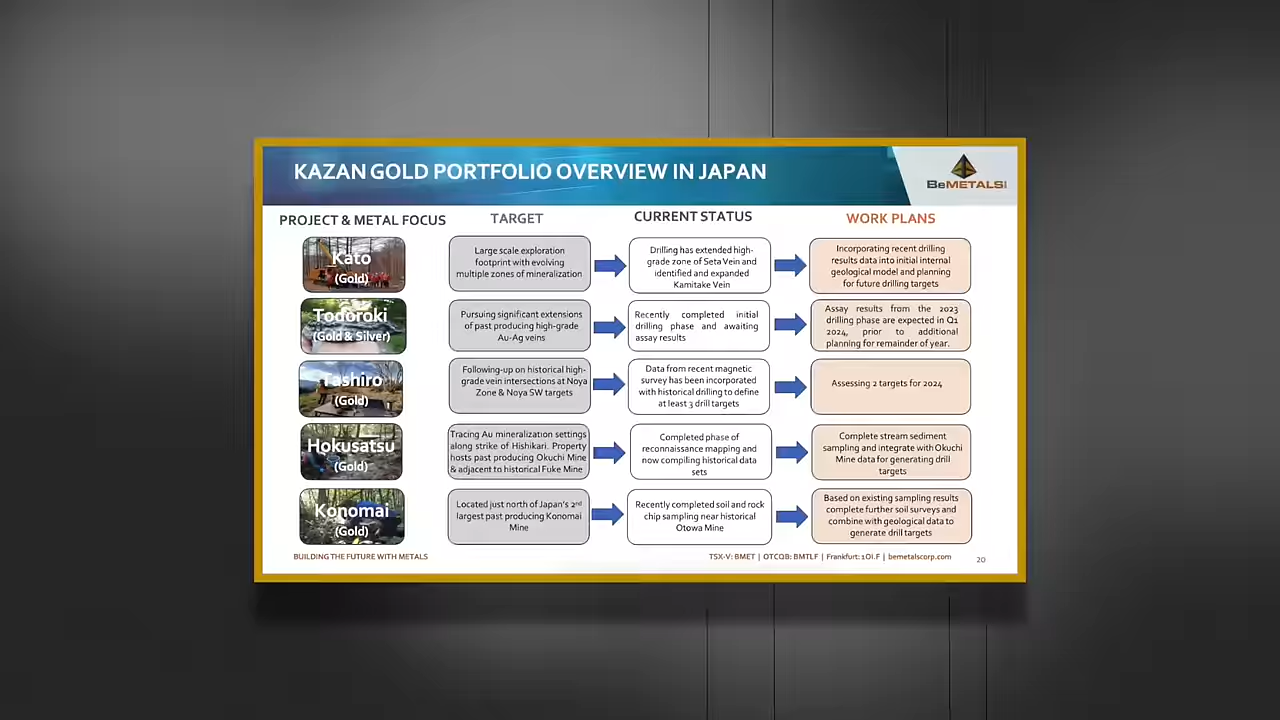 KAZAN GOLD PORTFOLIO OVERVIEW IN JAPAN
BeMETALS
PROJECT & METAL FOCUS
TARGET
CURRENT STATUS
WORK PLANS
Kato
(Gold)
Large scale exploration
footprint with evolving
multiple zones of mineralization
Drilling has extended high-
grade zone of Seta Vein and
identified and expanded
Kamitake Vein
Incorporating recent drilling
results data into initial internal
geological model and planning
for future drilling targets
Todoroki
(Gold & Silver)
Pursuing significant extensions
of past producing high-grade
Au-Ag veins
Recently completed initial
drilling phase and awaiting
assay results
Assay results from the 2023
drilling phase are expected in Q1
2024, prior to additional
planning for remainder of year.
Tashiro
(Gold)
Following-up on historical high-
grade vein intersections at Noya
Zone & Noya SW targets
Data from recent magnetic
survey has been incorporated
with historical drilling to define
at least 3 drill targets
Assessing 2 targets for 2024
Hokusatsu
(Gold)
Tracing Au mineralization settings
along strike of Hishikari. Property
hosts past producing Okuchi Mine
& adjacent to historical Fuke Mine
Completed phase of
reconnaissance mapping and
now compiling historical data
sets
Complete stream sediment
sampling and integrate with Okuchi
Mine data for generating drill
targets
Konomai
(Gold)
Located just north of Japan's 2nd
largest past producing Konomai
Mine
Recently completed soil and rock
chip sampling near historical
Otowa Mine
Based on existing sampling results
complete further soil surveys and
combine with geological data to
generate drill targets
BUILDING THE FUTURE WITH METALS
TSX-V: BMET | OTCQB: BMTLF | Frankfurt: 1OI.F | bemetalscorp.com
20